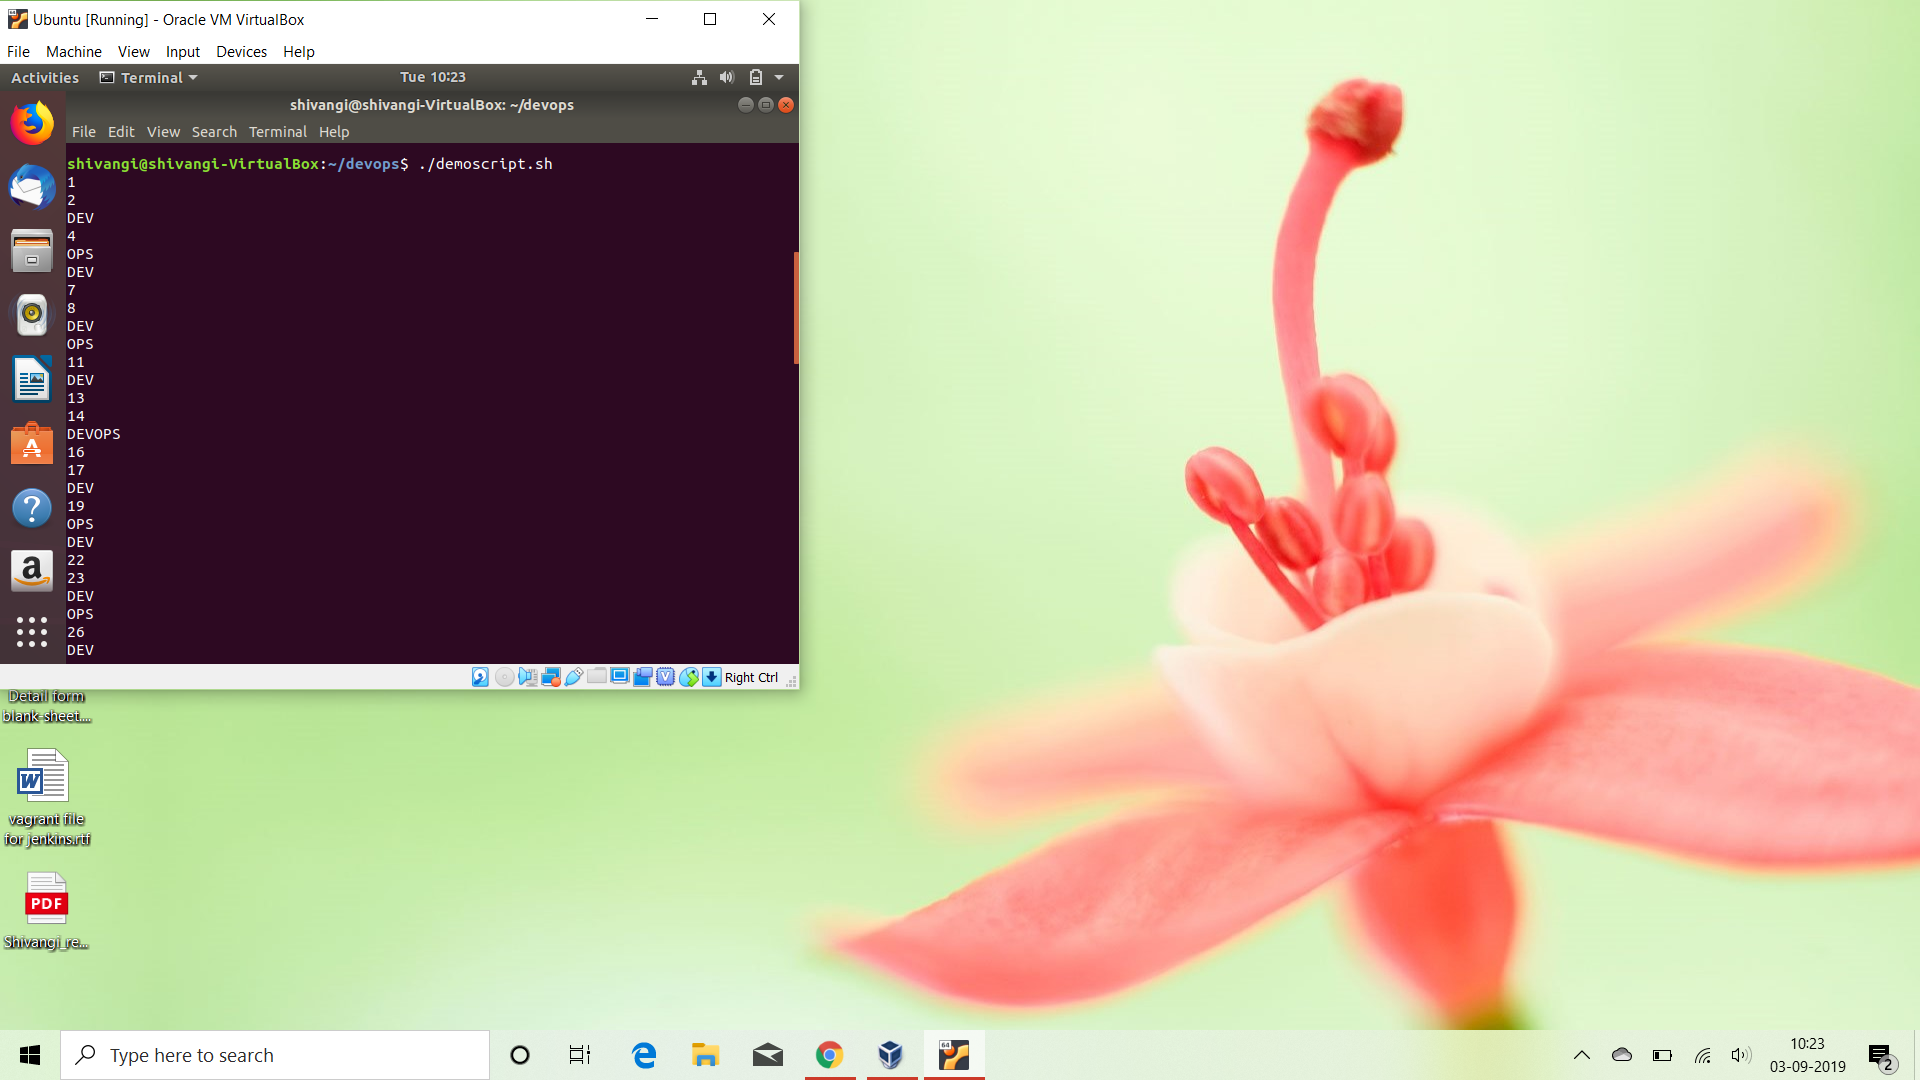 Ubuntu [Running] - Oracle VM VirtualBox
File Machine View Input Devices Help
Activities Terminal Tue 10:23
shivangi@shivangi-VirtualBox: ~/devops
File Edit View Search Terminal Help
shivangi@shivangi-VirtualBox:~/devops$ ./demoscript.sh
1
2
DEV
4
OPS
DEV
7
8
DEV
OPS
11
DEV
13
14
DEVOPS
16
17
DEV
19
OPS
DEV
22
23
DEV
OPS
26
DEV
Right Ctrl
Detail form
blank-sheet....
vagrant file
for jenkins.rtf
PDF
Shivangi_re...
Type here to search
64
10:23
03-09-2019
2